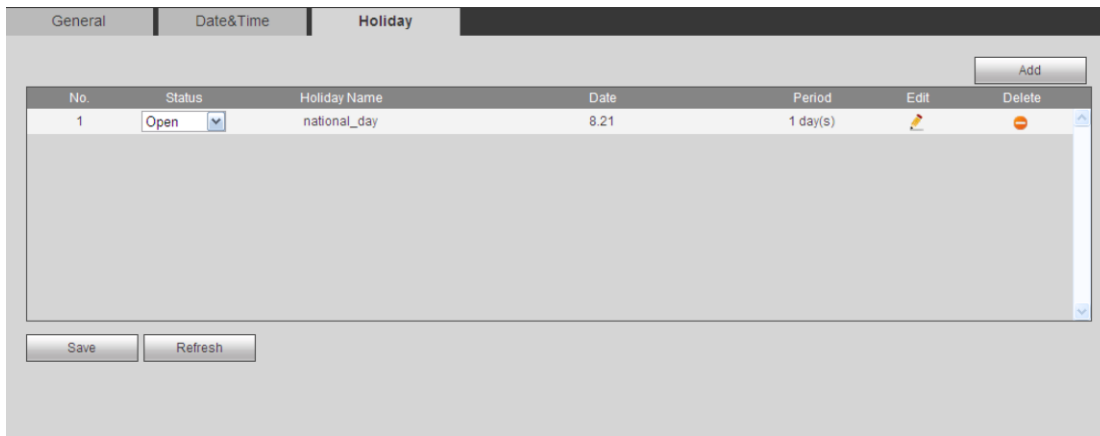 General Date&Time Holiday
Add
No. Status Holiday Name Date Period Edit Delete
1 Open national_day 8.21 1 day(s)
Save Refresh